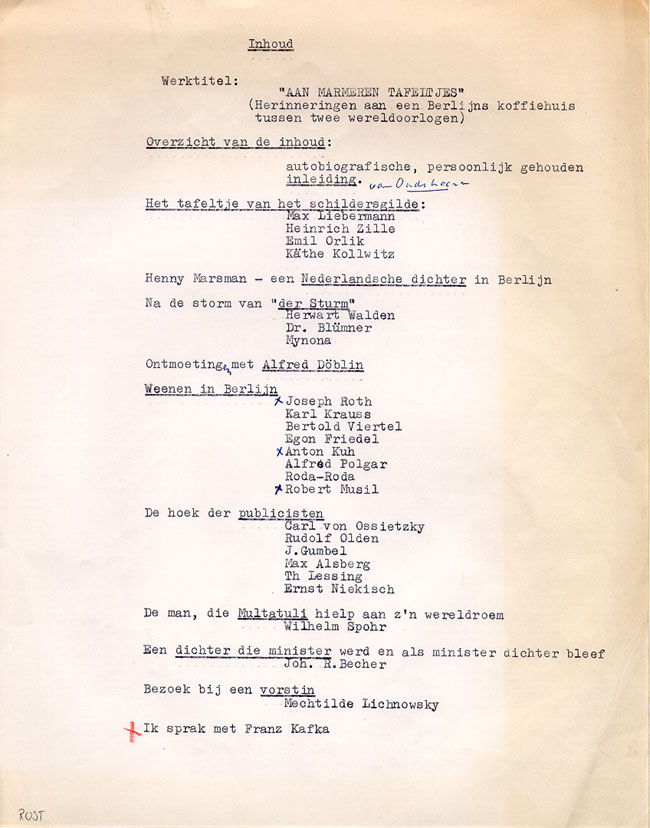 Inhoud
Werktitel:
"AAN MARMEREN TAFELTJES"
(Herinneringen aan een Berlijns koffiehuis
tussen twee wereldoorlogen)
Overzicht van de inhoud:
autobiografische, persoonlijk gehouden
inleiding.
Het tafeltje van het schildersgilde:
Max Liebermann
Heinrich Zille
Emil Orlik
Käthe Kollwitz
Henny Marsman - een Nederlandsche dichter in Berlijn
Na de storm van "der Sturm"
Herwart Walden
Dr. Blümner
Mynona
Ontmoetingen met Alfred Döblin
Weenen in Berlijn
x Joseph Roth
Karl Krauss
Bertold Viertel
Egon Friedel
x Anton Kuh
Alfred Polgar
Roda-Roda
x Robert Musil
De hoek der publicisten
Carl von Ossietzky
Rudolf Olden
J.Gumbel
Max Alsberg
Th Lessing
Ernst Niekisch
De man, die Multatuli hielp aan z'n wereldroem
Wilhelm Spohr
Een dichter die minister werd en als minister dichter bleef
Joh. R.Becher
Bezoek bij een vorstin
Mechtilde Lichnowsky
x Ik sprak met Franz Kafka
ROST